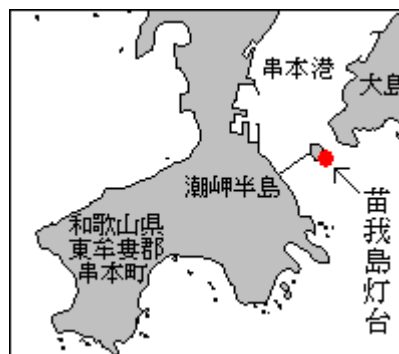 串本港
大島
潮岬半島
和歌山県
東牟婁郡
串本町
苗我島灯台